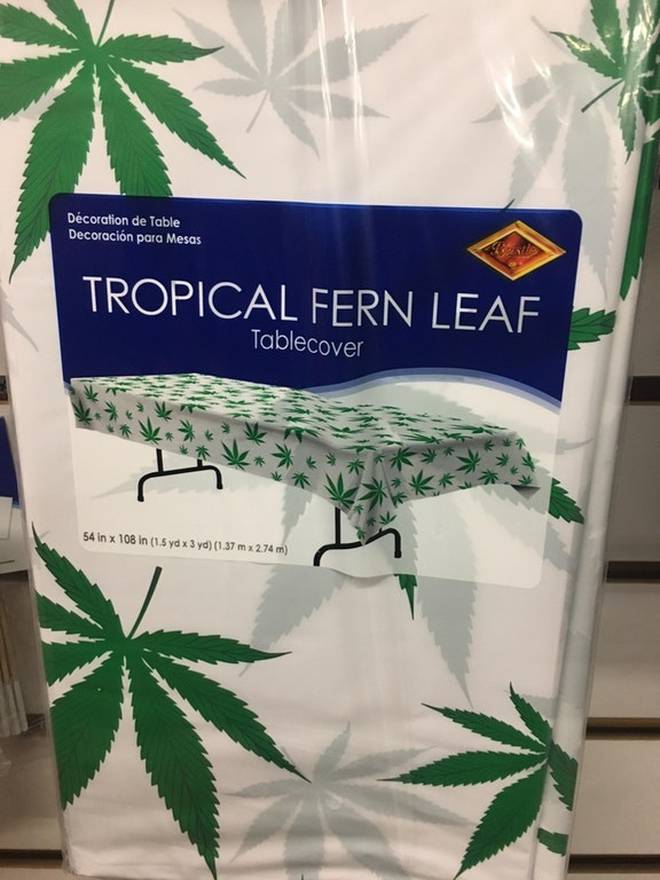 Décoration de Table
Decoración para Mesas
Beistle
TROPICAL FERN LEAF
Tablecover
54 in x 108 in (1.5 yd x 3 yd) (1.37 m x 2.74 m)